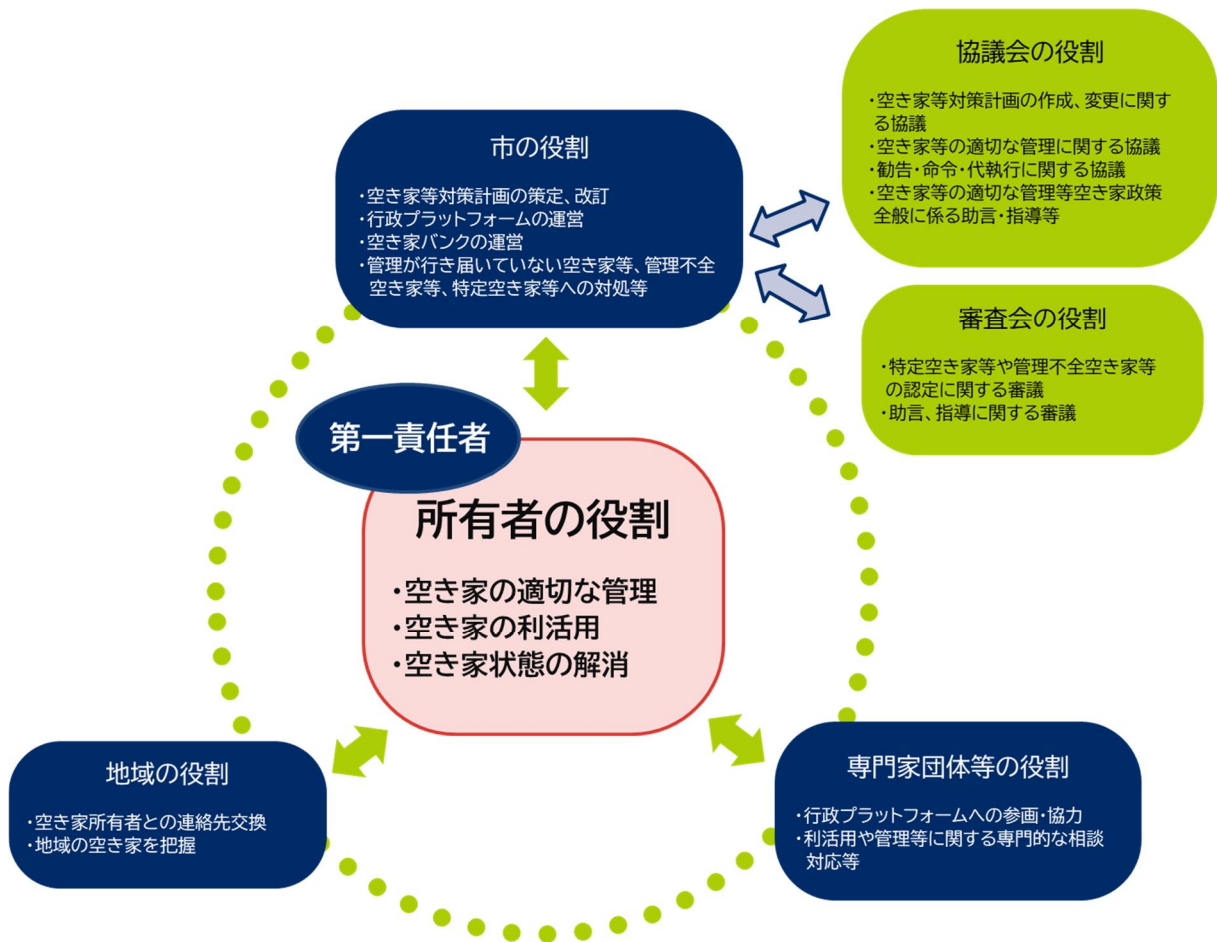 協議会の役割
・空き家等対策計画の作成、変更に関す
る協議
・空き家等の適切な管理に関する協議
・勧告・命令・代執行に関する協議
・空き家等の適切な管理等空き家政策
全般に係る助言・指導等
市の役割
・空き家等対策計画の策定、改訂
・行政プラットフォームの運営
・空き家バンクの運営
・管理が行き届いていない空き家等、管理不全
空き家等、特定空き家等への対処等
審査会の役割
・特定空き家等や管理不全空き家等
の認定に関する審議
・助言、指導に関する審議
第一責任者
所有者の役割
・空き家の適切な管理
・空き家の利活用
・空き家状態の解消
地域の役割
・空き家所有者との連絡先交換
・地域の空き家を把握
専門家団体等の役割
・行政プラットフォームへの参画・協力
・利活用や管理等に関する専門的な相談
対応等